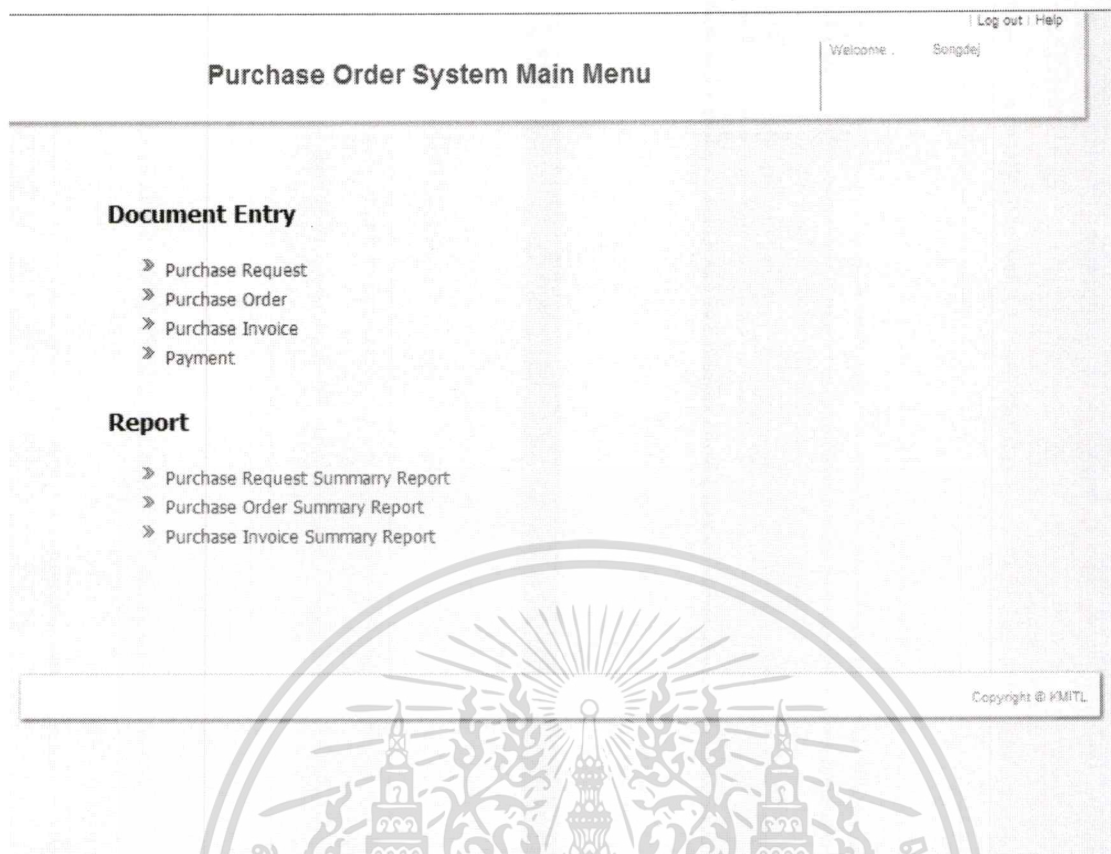 | Log out | Help
Welcome . Songdej
Purchase Order System Main Menu
Document Entry
» Purchase Request
» Purchase Order
» Purchase Invoice
» Payment
Report
» Purchase Request Summarry Report
» Purchase Order Summary Report
» Purchase Invoice Summary Report
Copyright @ KMITL